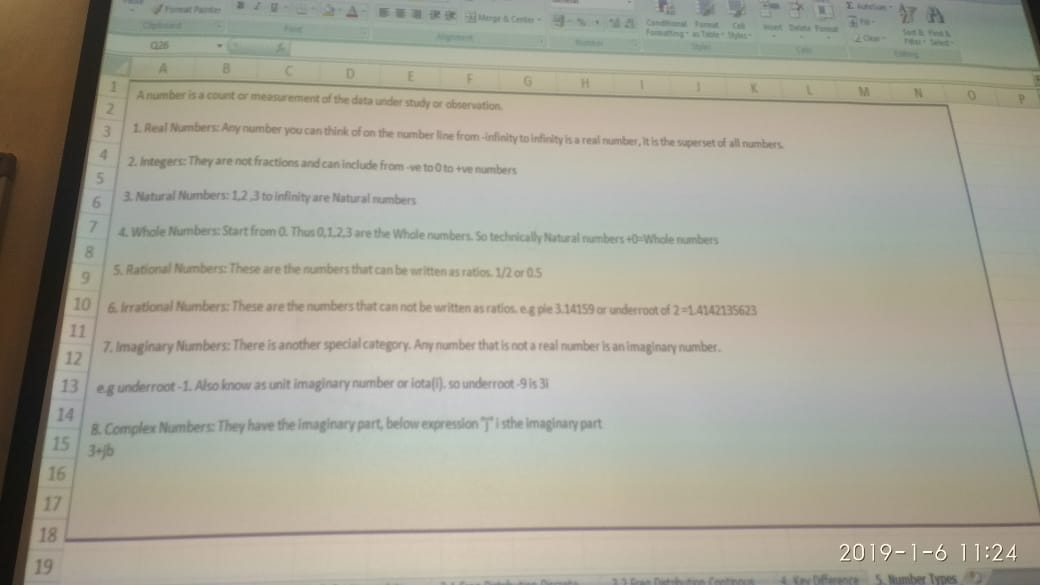 Format Painter
Merge & Center
Conditional Formatting
Format as Table
Cell Styles
Insert Delete Format
AutoSum
Fill
Clear
Sort & Filter
Find & Select
Clipboard
Font
Alignment
Number
Styles
Cells
Editing
Q26
A B C D E F G H I J K L M N O P
1 A number is a count or measurement of the data under study or observation.
2
3 1. Real Numbers: Any number you can think of on the number line from -infinity to infinity is a real number, it is the superset of all numbers.
4 2. Integers: They are not fractions and can include from -ve to 0 to +ve numbers
5
6 3. Natural Numbers: 1,2 ,3 to infinity are Natural numbers
7 4. Whole Numbers: Start from 0. Thus 0,1,2,3 are the Whole numbers. So technically Natural numbers +0=Whole numbers
8
9 5. Rational Numbers: These are the numbers that can be written as ratios. 1/2 or 0.5
10 6. Irrational Numbers: These are the numbers that can not be written as ratios. e.g pie 3.14159 or underroot of 2 =1.4142135623
11
12 7. Imaginary Numbers: There is another special category. Any number that is not a real number is an imaginary number.
13 e.g underroot -1. Also know as unit imaginary number or iota(i). so underroot -9 is 3i
14 8. Complex Numbers: They have the imaginary part, below expression "j" i sthe imaginary part
15 3+jb
16
17
18
19
4. Key Difference
5. Number Types
2019-1-6 11:24